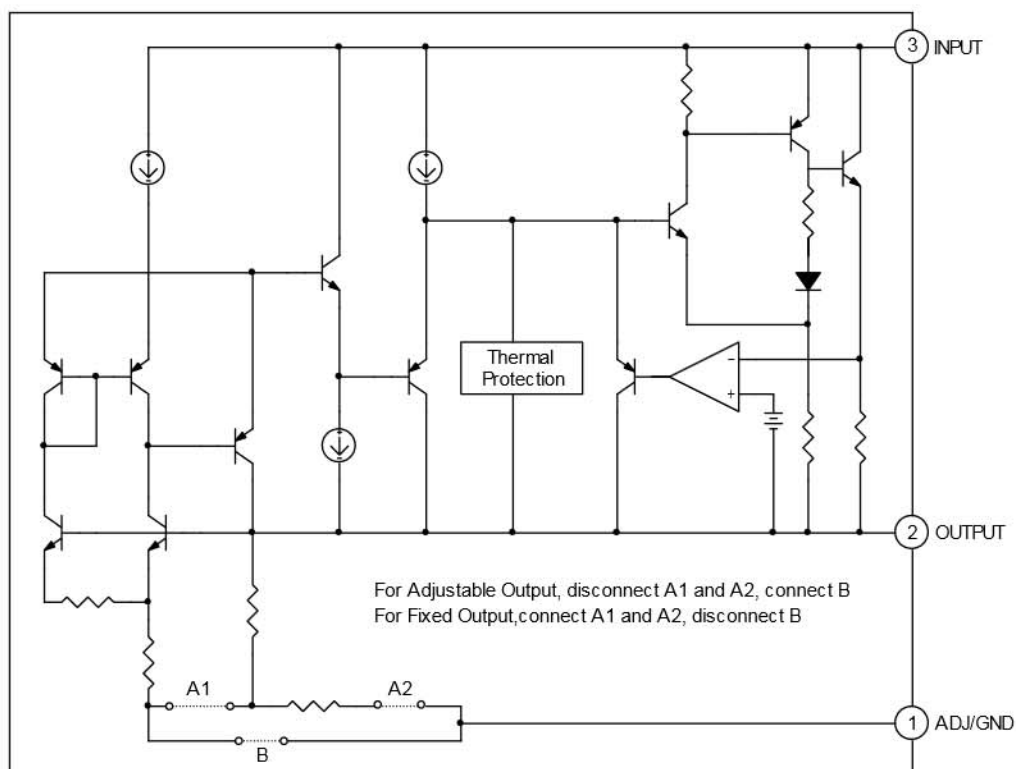 3 INPUT
Thermal
Protection
2 OUTPUT
For Adjustable Output, disconnect A1 and A2, connect B
For Fixed Output,connect A1 and A2, disconnect B
A1
A2
B
1 ADJ/GND